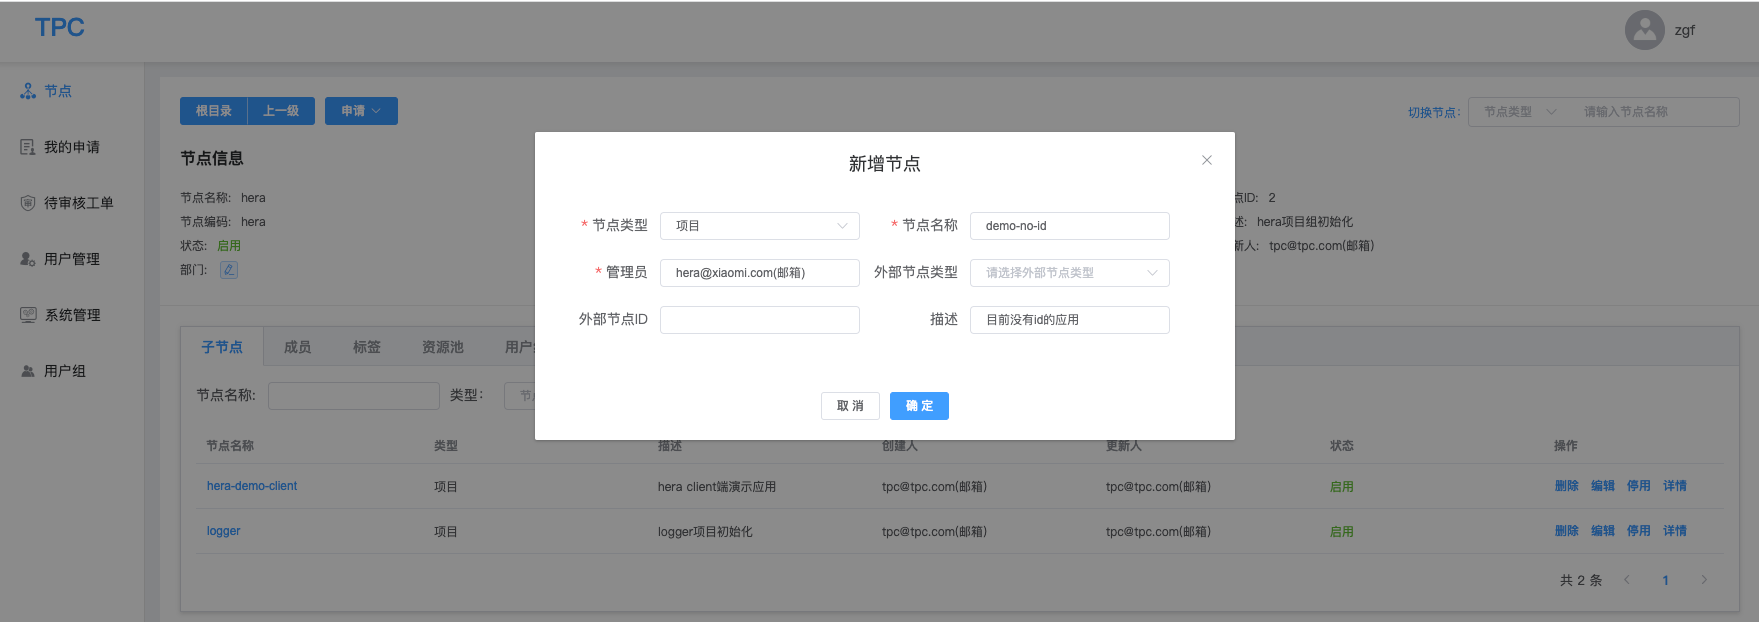 TPC
zgf
节点
我的申请
待审核工单
用户管理
系统管理
用户组
根目录 上一级 申请
切换节点: 节点类型 请输入节点名称
节点信息
节点名称: hera
点ID: 2
节点编码: hera
述: hera项目组初始化
状态: 启用
新人: tpc@tpc.com(邮箱)
部门:
新增节点
* 节点类型 项目 * 节点名称 demo-no-id
* 管理员 hera@xiaomi.com(邮箱) 外部节点类型 请选择外部节点类型
外部节点ID 描述 目前没有id的应用
取消 确定
子节点 成员 标签 资源池 用户
节点名称: 类型: 节
节点名称 类型 描述 创建人 更新人 状态 操作
hera-demo-client 项目 hera client端演示应用 tpc@tpc.com(邮箱) tpc@tpc.com(邮箱) 启用 删除 编辑 停用 详情
logger 项目 logger项目初始化 tpc@tpc.com(邮箱) tpc@tpc.com(邮箱) 启用 删除 编辑 停用 详情
共 2 条 1